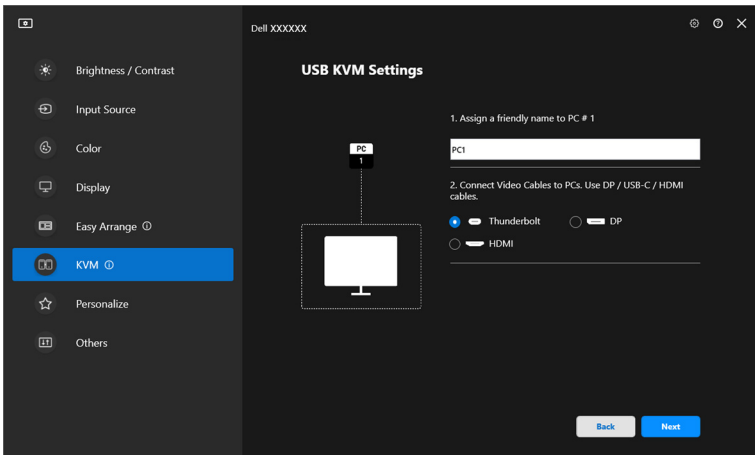 Dell XXXXXX
Brightness / Contrast
Input Source
Color
Display
Easy Arrange
KVM
Personalize
Others
USB KVM Settings
PC
1
1. Assign a friendly name to PC # 1
PC1
2. Connect Video Cables to PCs. Use DP / USB-C / HDMI
cables.
Thunderbolt
DP
HDMI
Back
Next